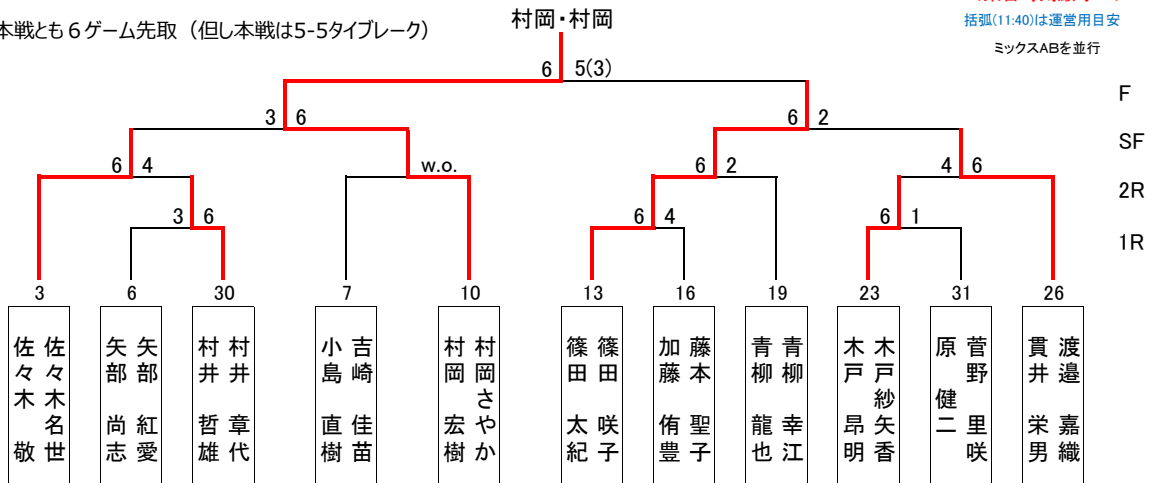 本戦とも6ゲーム先取（但し本戦は5-5タイブレーク）
村岡・村岡
括弧(11:40)は運営用目安
ミックスABを並行
6 5(3)
F
3 6
6 2
SF
6 4
w.o.
6 2
4 6
2R
3 6
6 4
6 1
1R
3 6 30 7 10 13 16 19 23 31 26
佐々木 敬
佐々木名世
矢部 尚志
矢部 紅愛
村井 哲雄
村井 章代
小島 直樹
吉崎 佳苗
村岡 宏樹
村岡さやか
篠田 太紀
篠田 咲子
加藤 侑豊
藤本 聖子
青柳 龍也
青柳 幸江
木戸 昂明
木戸紗矢香
原 健二
菅野 里咲
貫井 栄男
渡邉 嘉織